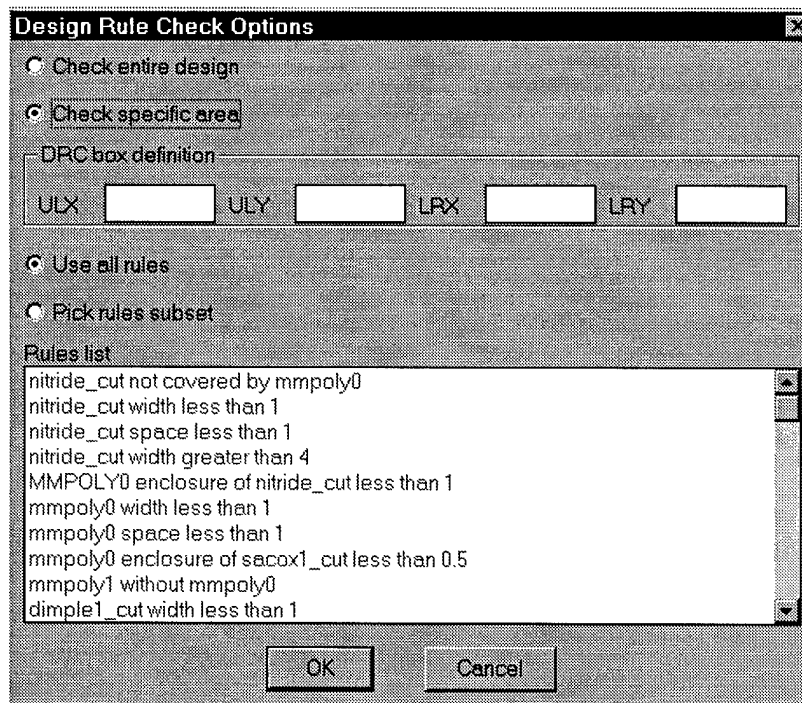 Design Rule Check Options
Check entire design
Check specific area
DRC box definition
ULX ULY LRX LRY
Use all rules
Pick rules subset
Rules list
nitride_cut not covered by mmpoly0
nitride_cut width less than 1
nitride_cut space less than 1
nitride_cut width greater than 4
MMPOLY0 enclosure of nitride_cut less than 1
mmpoly0 width less than 1
mmpoly0 space less than 1
mmpoly0 enclosure of sacox1_cut less than 0.5
mmpoly1 without mmpoly0
dimple1_cut width less than 1
OK Cancel